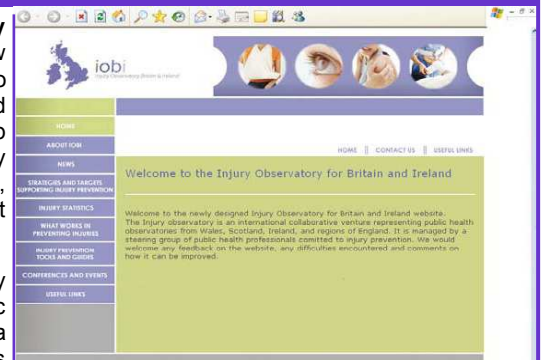 iobi
Injury Observatory Britain & Ireland
HOME
ABOUT IOBI
NEWS
STRATEGIES AND TARGETS
SUPPORTING INJURY PREVENTION
INJURY STATISTICS
WHAT WORKS IN
PREVENTING INJURIES
INJURY PREVENTION
TOOLS AND GUIDES
CONFERENCES AND EVENTS
USEFUL LINKS
HOME || CONTACT US || USEFUL LINKS
Welcome to the Injury Observatory for Britain and Ireland
Welcome to the newly designed Injury Observatory for Britain and Ireland website.
The Injury observatory is an international collaborative venture representing public health
observatories from Wales, Scotland, Ireland, and regions of England. It is managed by a
steering group of public health professionals comitted to injury prevention. We would
welcome any feedback on the website, any difficulties encountered and comments on
how it can be improved.